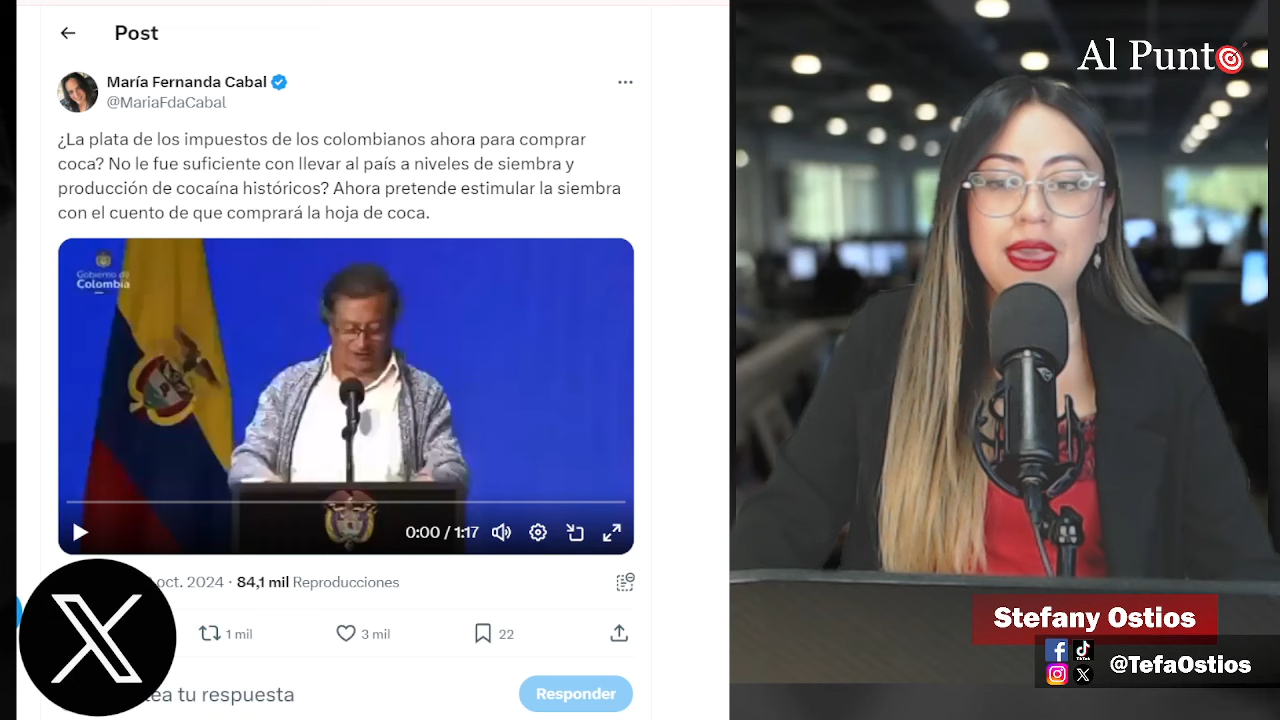 Post
María Fernanda Cabal
@MariaFdaCabal
¿La plata de los impuestos de los colombianos ahora para comprar
coca? No le fue suficiente con llevar al país a niveles de siembra y
producción de cocaína históricos? Ahora pretende estimular la siembra
con el cuento de que comprará la hoja de coca.
Gobierno de
Colombia
0:00 / 1:17
oct. 2024 · 84,1 mil Reproducciones
1 mil
3 mil
22
tu respuesta
Responder
Al Punto
Stefany Ostios
@TefaOstios